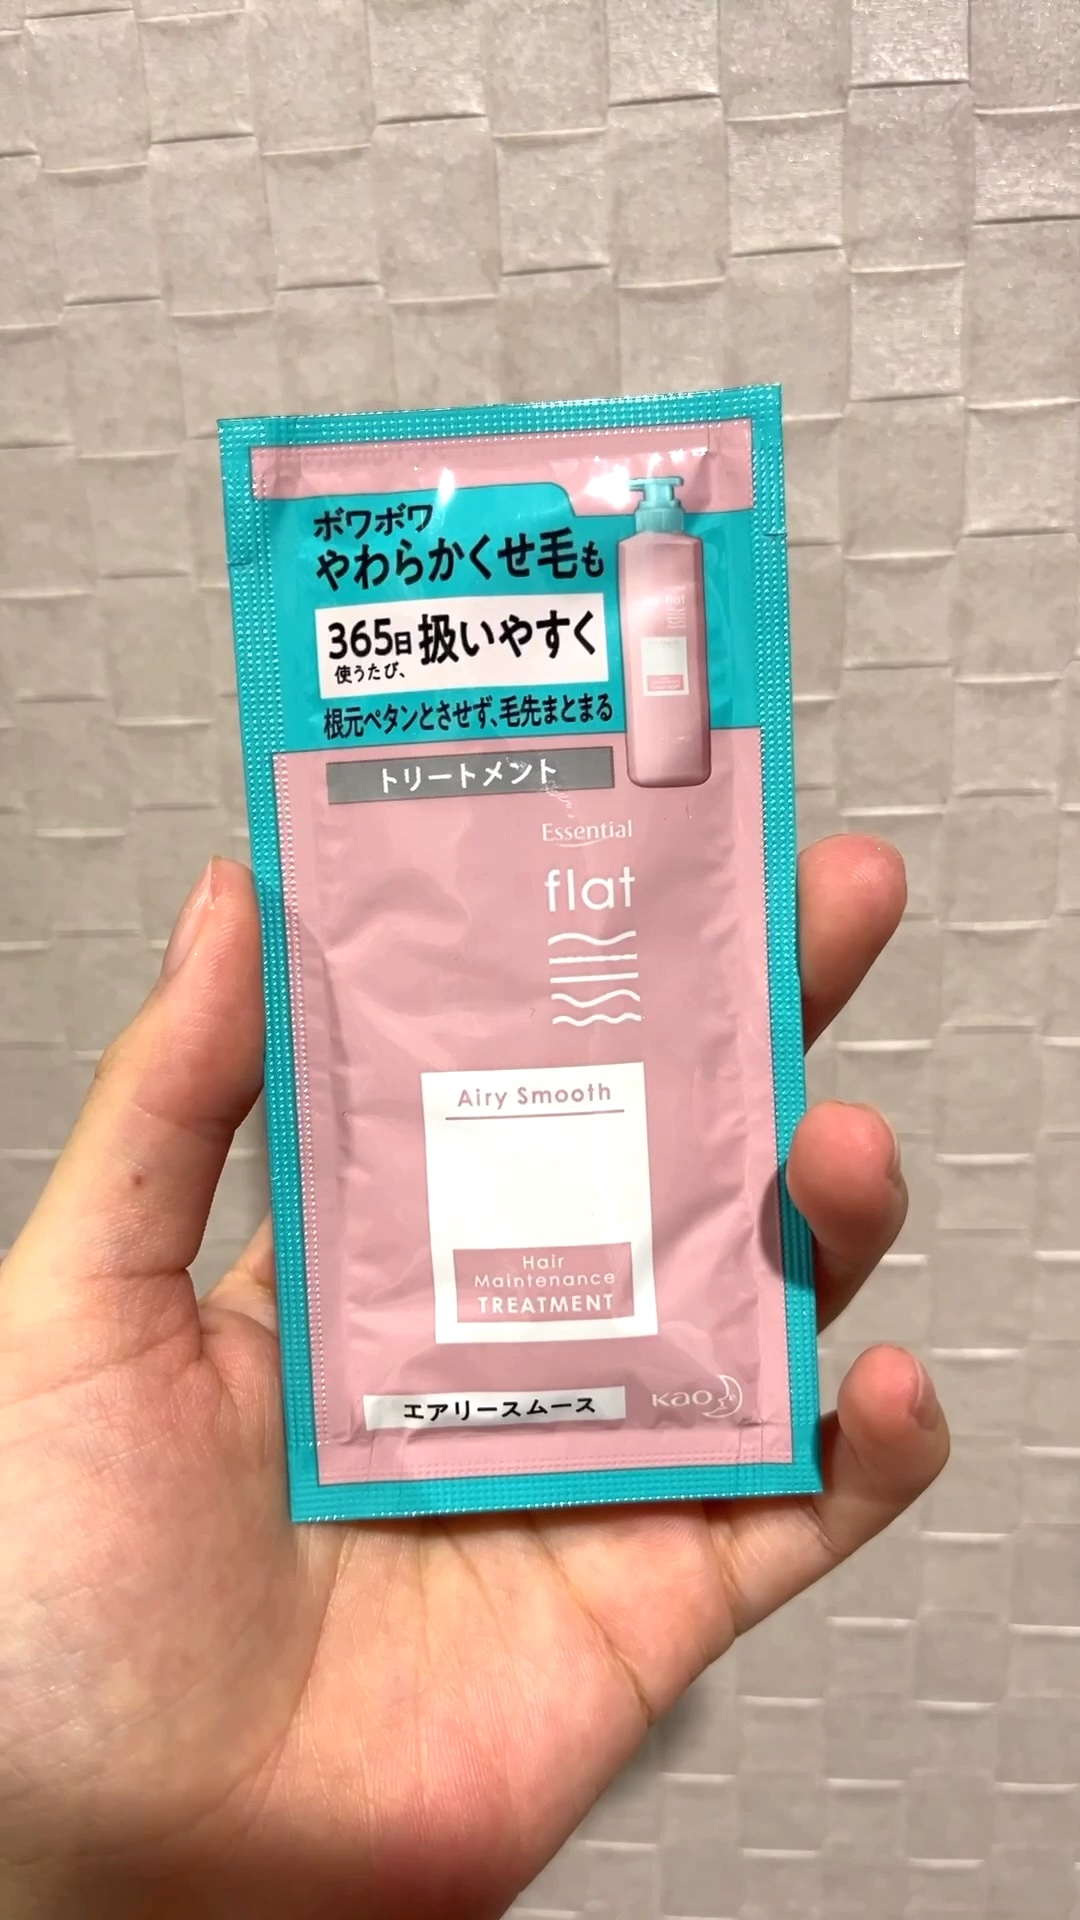 ボワボワ
やわらかくせ毛も
365日 扱いやすく
使うたび、
根元ペタンとさせず、毛先まとまる
flat
トリートメント
Essential
flat
Airy Smooth
Hair
Maintenance
TREATMENT
エアリースムース
Kao